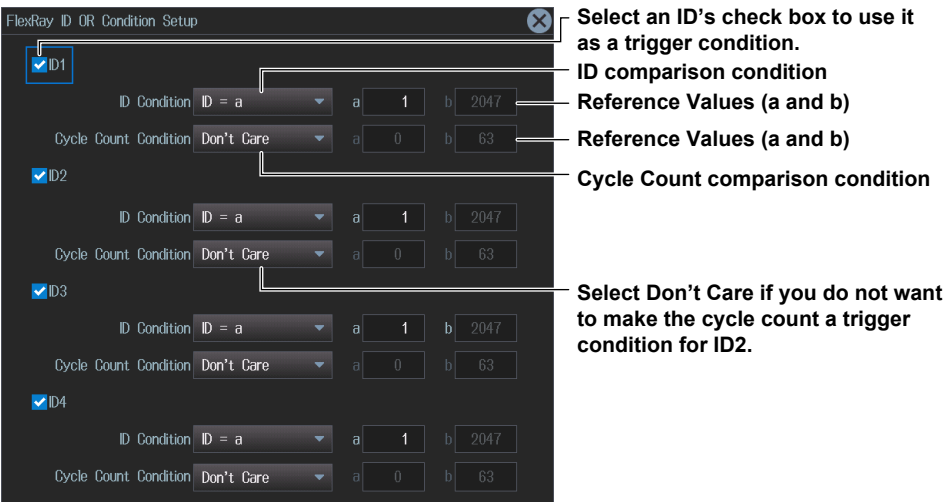 FlexRay ID OR Condition Setup
Select an ID's check box to use it
as a trigger condition.
ID1
ID comparison condition
ID Condition ID = a a 1 b 2047
Reference Values (a and b)
Cycle Count Condition Don't Care a 0 b 63
Reference Values (a and b)
ID2
Cycle Count comparison condition
ID Condition ID = a a 1 b 2047
Cycle Count Condition Don't Care a 0 b 63
ID3
Select Don't Care if you do not want
to make the cycle count a trigger
condition for ID2.
ID Condition ID = a a 1 b 2047
Cycle Count Condition Don't Care a 0 b 63
ID4
ID Condition ID = a a 1 b 2047
Cycle Count Condition Don't Care a 0 b 63